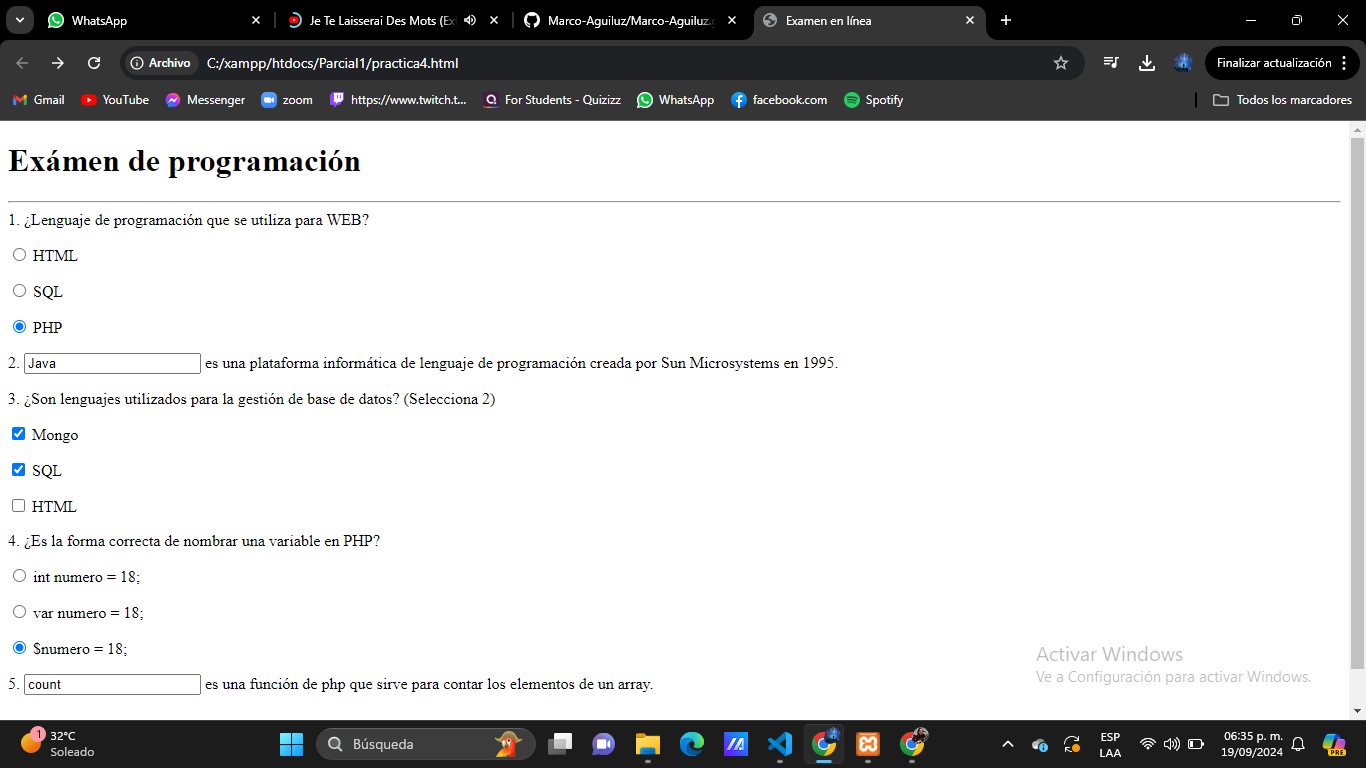 WhatsApp
Je Te Laisserai Des Mots (Ex
Marco-Aguiluz/Marco-Aguiluz.g
Examen en línea
Archivo
C:/xampp/htdocs/Parcial1/practica4.html
Finalizar actualización
Gmail
YouTube
Messenger
zoom
https://www.twitch.t...
For Students - Quizizz
WhatsApp
facebook.com
Spotify
Todos los marcadores
Exámen de programación
1. ¿Lenguaje de programación que se utiliza para WEB?
HTML
SQL
PHP
2. Java es una plataforma informática de lenguaje de programación creada por Sun Microsystems en 1995.
3. ¿Son lenguajes utilizados para la gestión de base de datos? (Selecciona 2)
Mongo
SQL
HTML
4. ¿Es la forma correcta de nombrar una variable en PHP?
int numero = 18;
var numero = 18;
$numero = 18;
5. count es una función de php que sirve para contar los elementos de un array.
Activar Windows
Ve a Configuración para activar Windows.
1
32°C
Soleado
Búsqueda
ESP
LAA
06:35 p. m.
19/09/2024
PRE